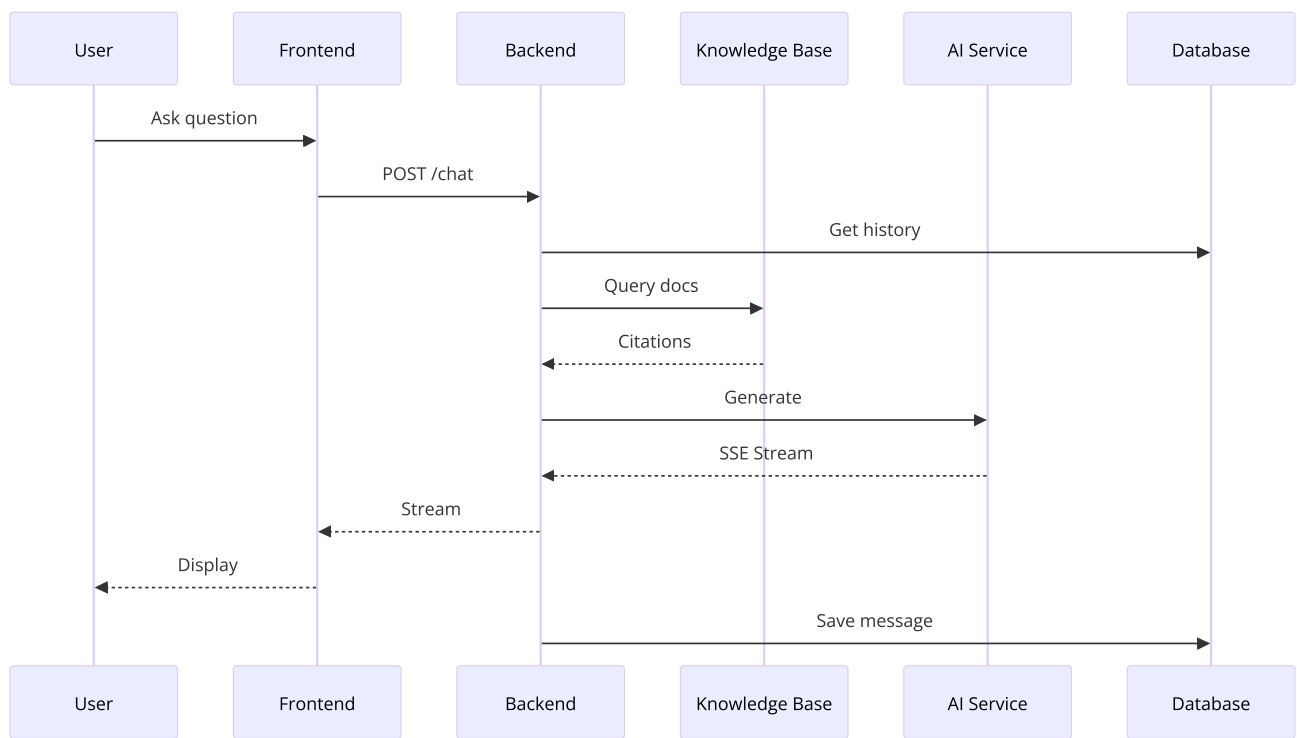 User
Frontend
Backend
Knowledge Base
AI Service
Database
Ask question
POST /chat
Get history
Query docs
Citations
Generate
SSE Stream
Stream
Display
Save message
User
Frontend
Backend
Knowledge Base
AI Service
Database